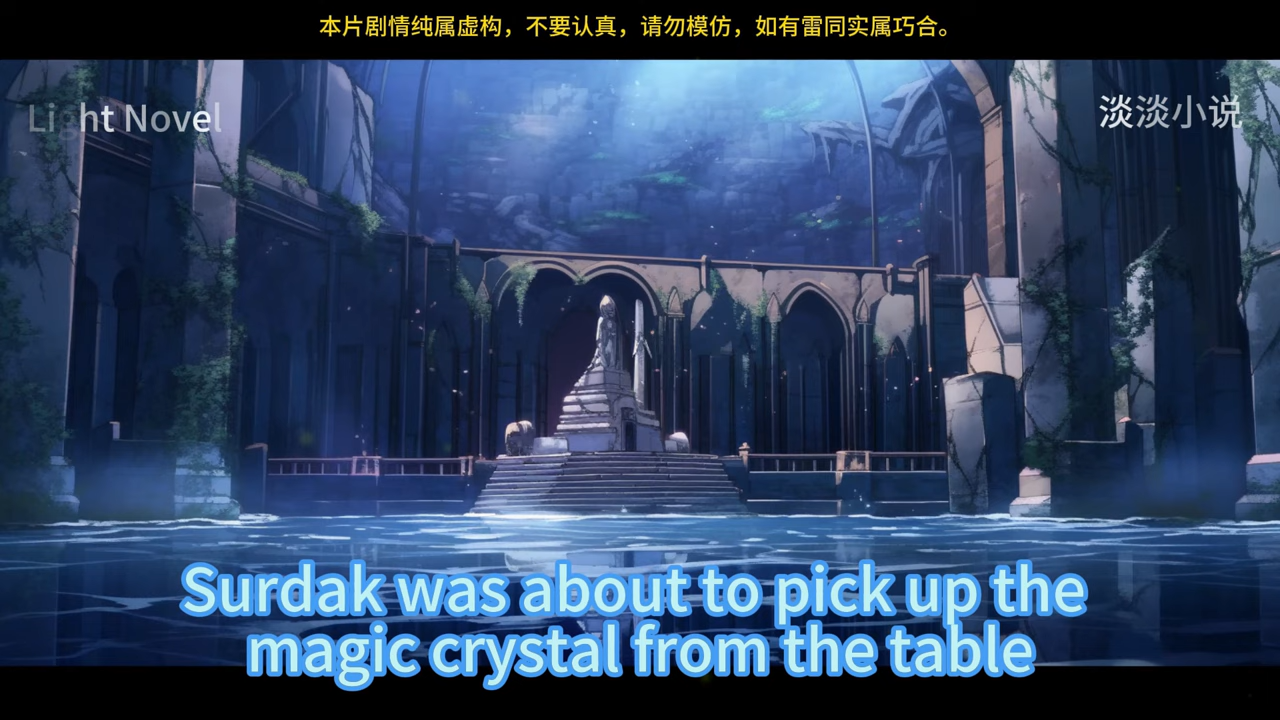 本片剧情纯属虚构，不要认真，请勿模仿，如有雷同实属巧合。
Light Novel
淡淡小说
Surdak was about to pick up the
magic crystal from the table